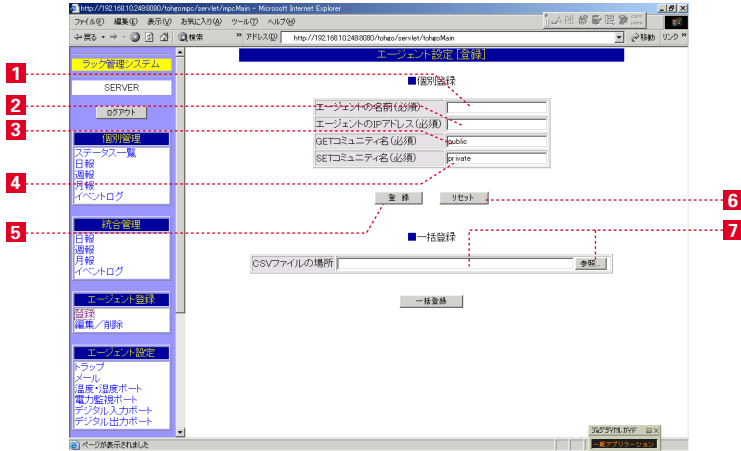 http://192.168.10.248:8080/tohgompc/servlet/mpcMain - Microsoft Internet Explorer
ファイル(F) 編集(E) 表示(V) お気に入り(A) ツール(T) ヘルプ(H)
戻る 検索 アドレス(D) http://192.168.10.248:8080/tohgo/servlet/tohgoMain 移動 リンク
ラック管理システム
SERVER
ログアウト
個別管理
ステータス一覧
日報
週報
月報
イベントログ
統合管理
日報
週報
月報
イベントログ
エージェント登録
登録
編集/削除
エージェント設定
トラップ
メール
温度・湿度ポート
電力監視ポート
デジタル入力ポート
デジタル出力ポート
エージェント設定 [登録]
■個別登録
エージェントの名前(必須)
エージェントのIPアドレス(必須)
GETコミュニティ名(必須) public
SETコミュニティ名(必須) private
登 録 リセット
■一括登録
CSVファイルの場所 参照...
一括登録
1
2
3
4
5
6
7
ページが表示されました
一般アプリケーション